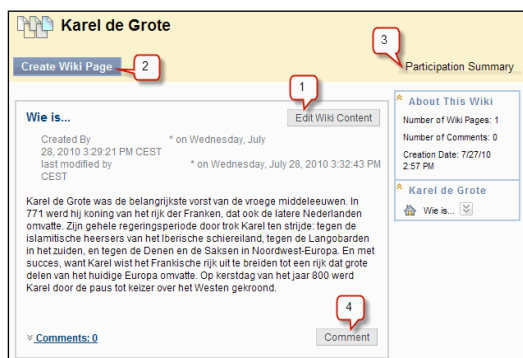 Karel de Grote
3
Create Wiki Page
2
Participation Summary
1
Wie is...
Edit Wiki Content
Created By * on Wednesday, July
28, 2010 3:29:21 PM CEST
last modified by * on Wednesday, July 28, 2010 3:32:43 PM
CEST
Karel de Grote was de belangrijkste vorst van de vroege middeleeuwen. In
771 werd hij koning van het rijk der Franken, dat ook de latere Nederlanden
omvatte. Zijn gehele regeringsperiode door trok Karel ten strijde: tegen de
islamitische heersers van het Iberische schiereiland, tegen de Langobarden
in het zuiden, en tegen de Denen en de Saksen in Noordwest-Europa. En met
succes, want Karel wist het Frankische rijk uit te breiden tot een rijk dat grote
delen van het huidige Europa omvatte. Op kerstdag van het jaar 800 werd
Karel door de paus tot keizer over het Westen gekroond.
4
Comments: 0
Comment
About This Wiki
Number of Wiki Pages: 1
Number of Comments: 0
Creation Date: 7/27/10
2:57 PM
Karel de Grote
Wie is...